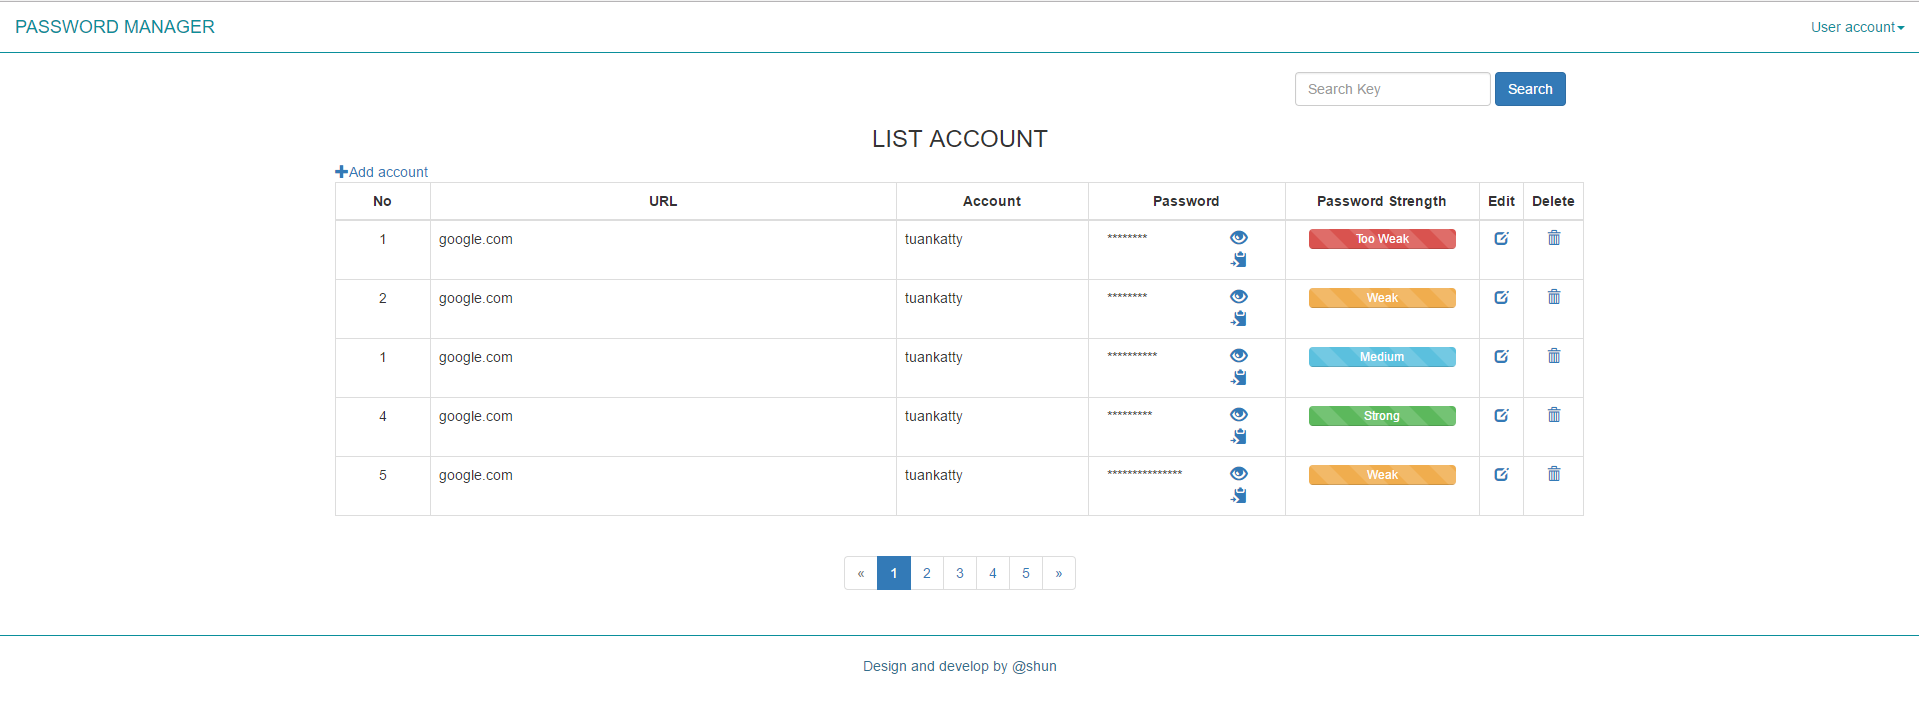 PASSWORD MANAGER User account
Search Key Search
LIST ACCOUNT
Add account
No URL Account Password Password Strength Edit Delete
1 google.com tuankatty ******** Too Weak
2 google.com tuankatty ******** Weak
1 google.com tuankatty ********** Medium
4 google.com tuankatty ********* Strong
5 google.com tuankatty *************** Weak
« 1 2 3 4 5 »
Design and develop by @shun